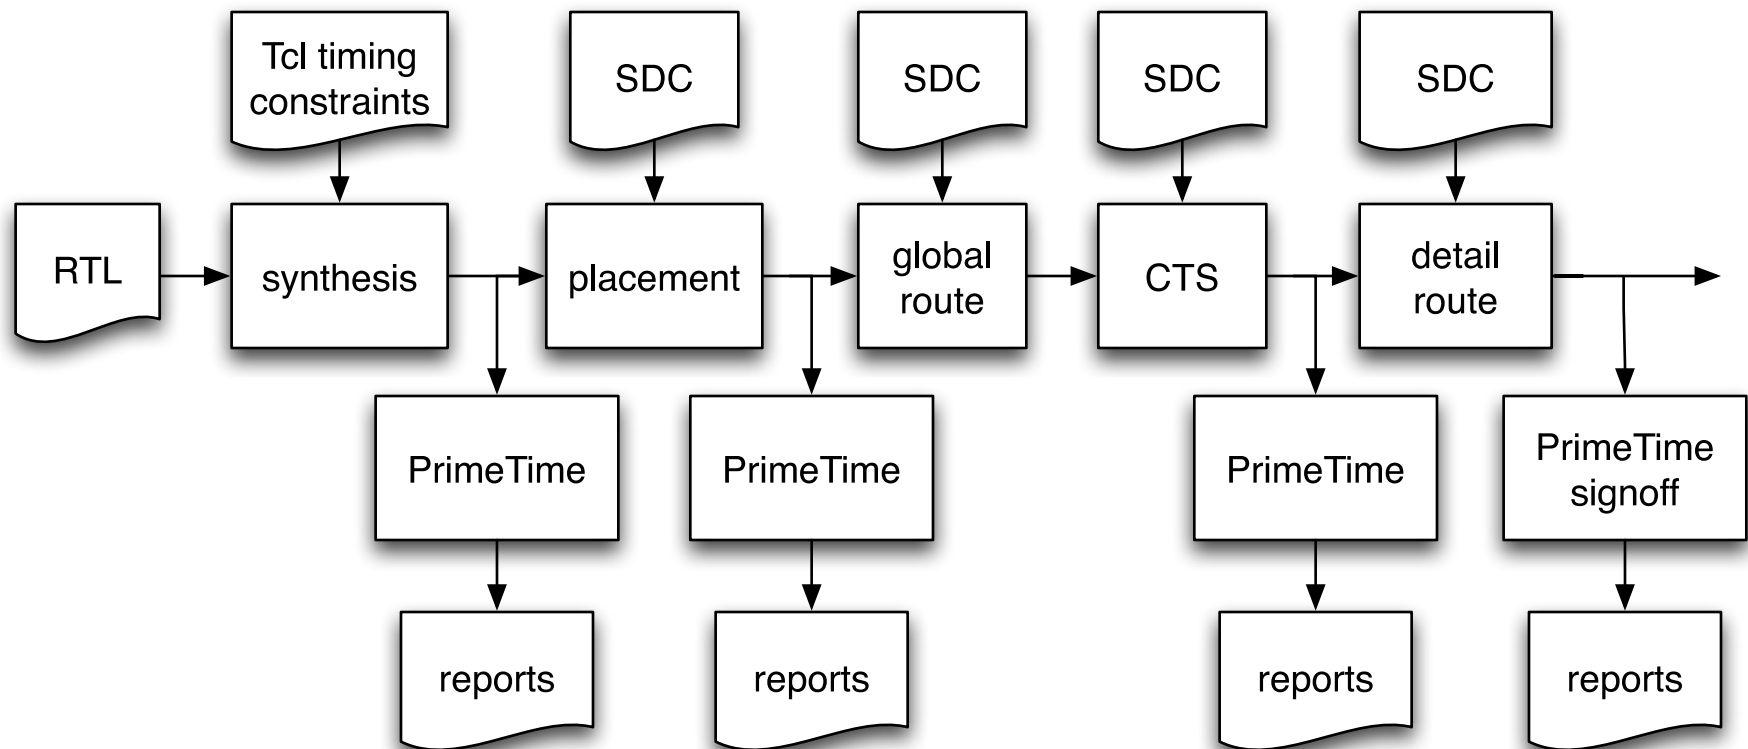 Tcl timing
constraints
SDC
SDC
SDC
SDC
RTL
synthesis
placement
global
route
CTS
detail
route
PrimeTime
PrimeTime
PrimeTime
PrimeTime
signoff
reports
reports
reports
reports